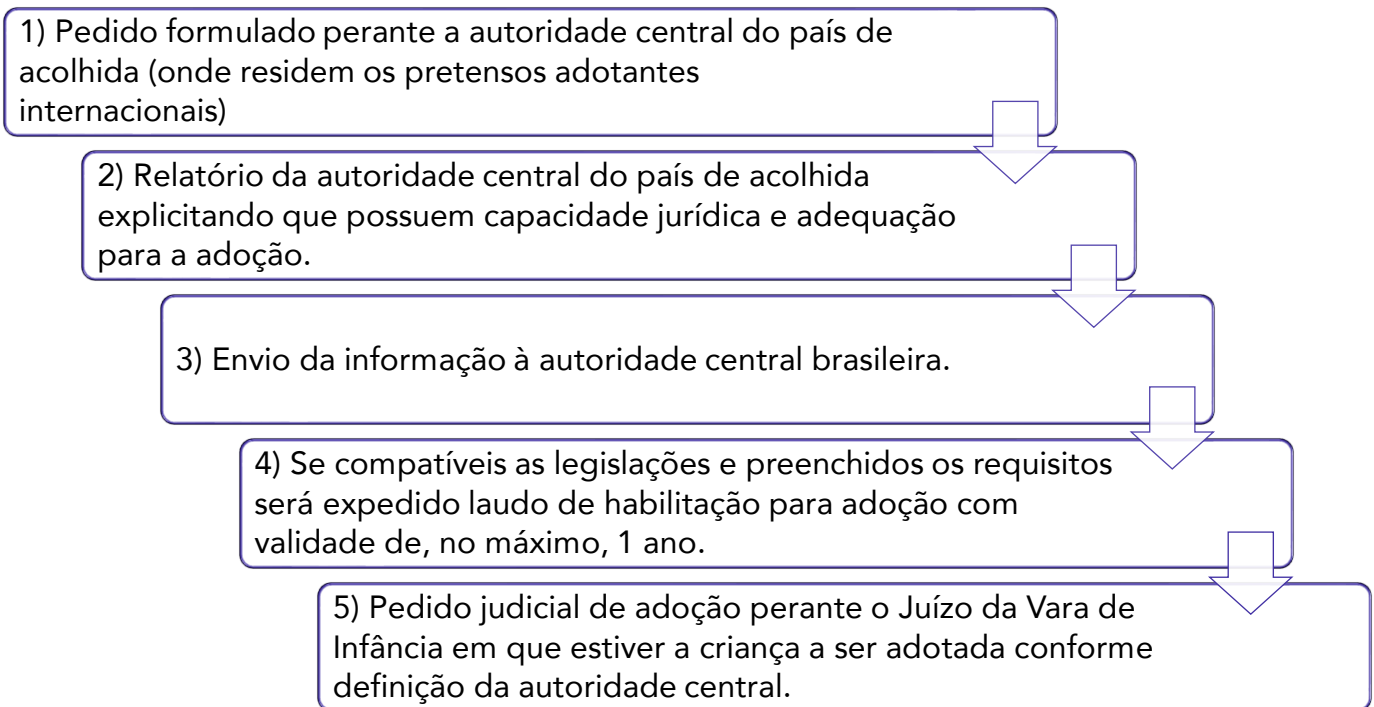 1) Pedido formulado perante a autoridade central do país de
acolhida (onde residem os pretensos adotantes
internacionais)
2) Relatório da autoridade central do país de acolhida
explicitando que possuem capacidade jurídica e adequação
para a adoção.
3) Envio da informação à autoridade central brasileira.
4) Se compatíveis as legislações e preenchidos os requisitos
será expedido laudo de habilitação para adoção com
validade de, no máximo, 1 ano.
5) Pedido judicial de adoção perante o Juízo da Vara de
Infância em que estiver a criança a ser adotada conforme
definição da autoridade central.